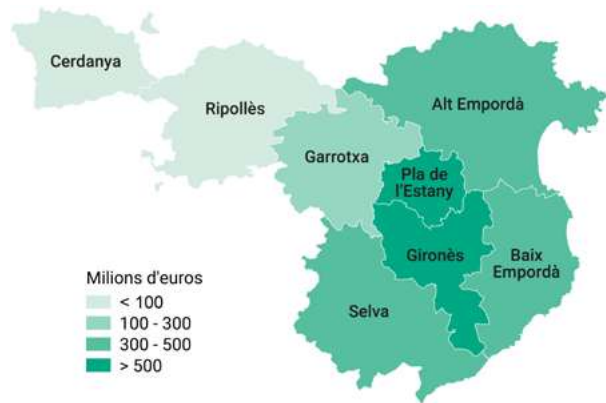 Cerdanya
Ripollès
Alt Empordà
Garrotxa
Pla de
l'Estany
Gironès
Baix
Empordà
Selva
Milions d'euros
< 100
100 - 300
300 - 500
> 500